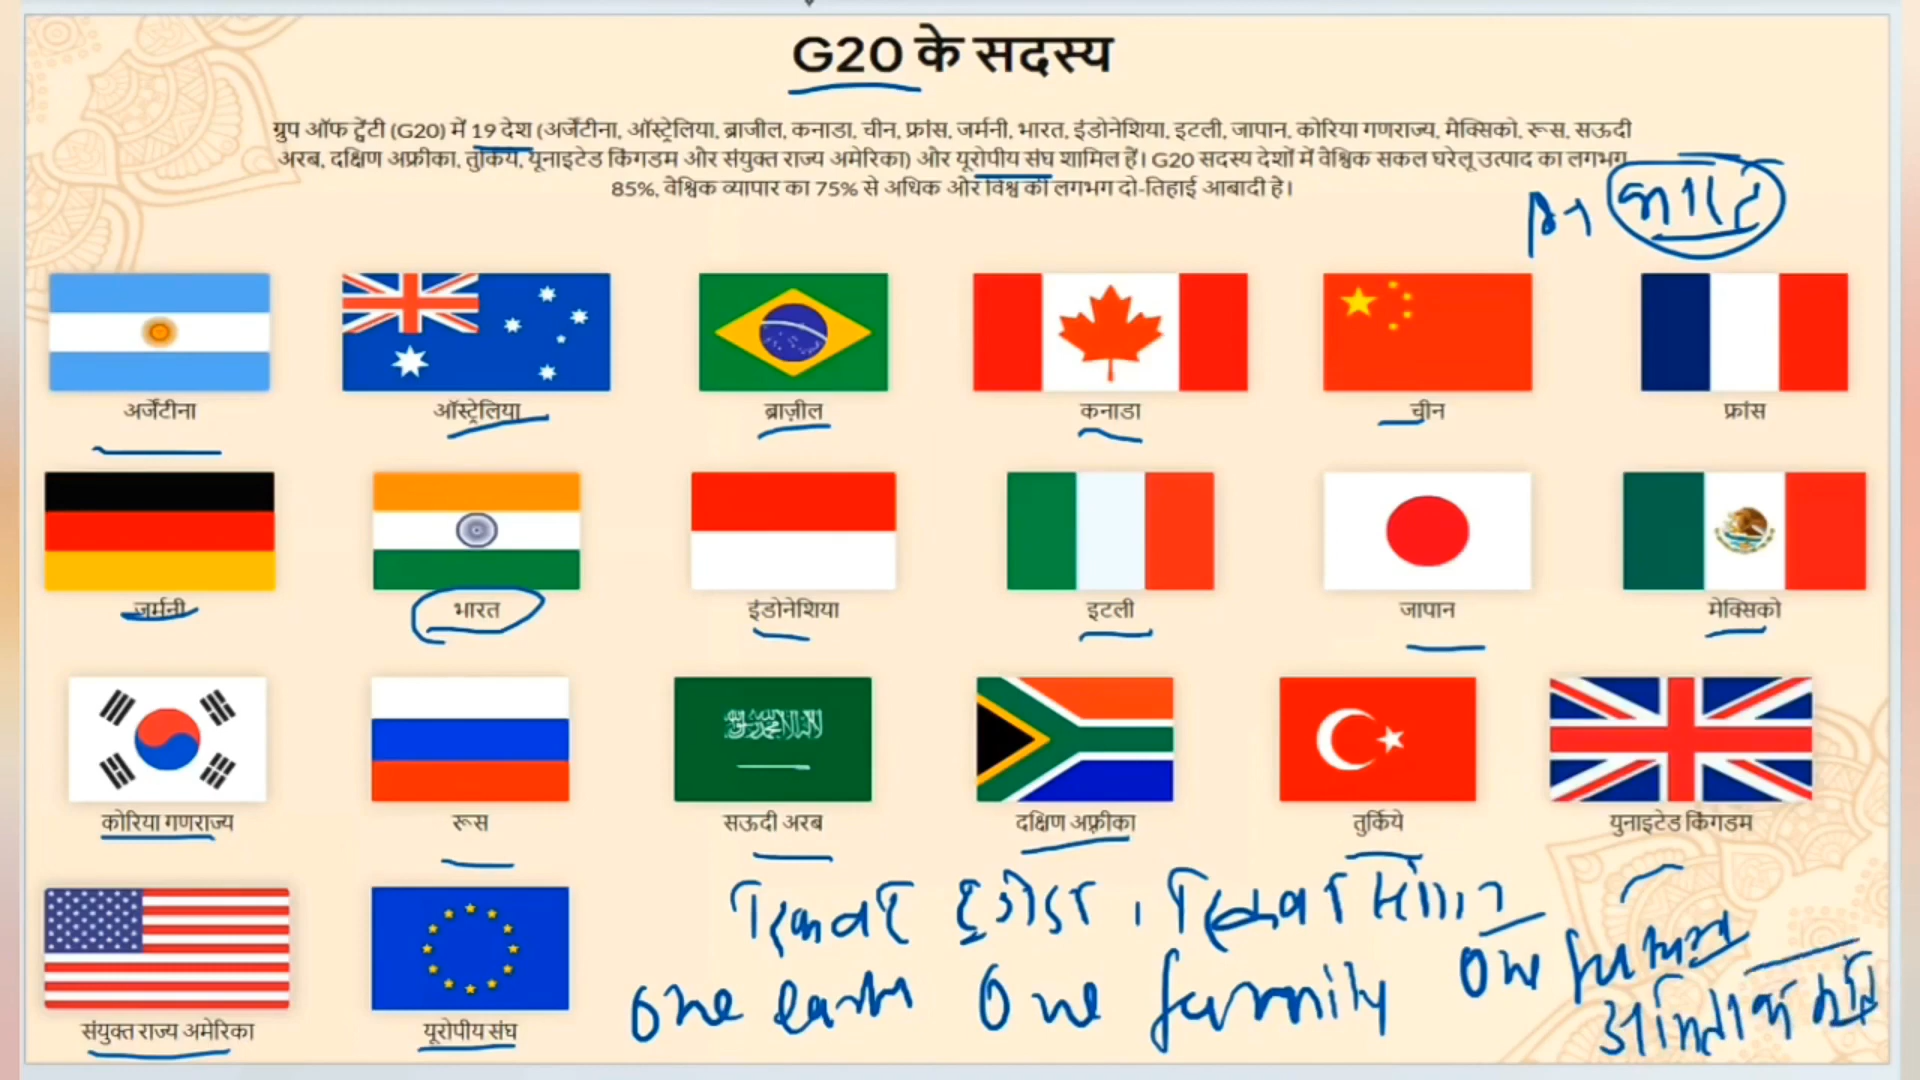 G20 के सदस्य
ग्रुप ऑफ ट्वेंटी (G20) में 19 देश (अर्जेंटीना, ऑस्ट्रेलिया, ब्राजील, कनाडा, चीन, फ्रांस, जर्मनी, भारत, इंडोनेशिया, इटली, जापान, कोरिया गणराज्य, मैक्सिको, रूस, सऊदी
अरब, दक्षिण अफ्रीका, तुर्किये, यूनाइटेड किंगडम और संयुक्त राज्य अमेरिका) और यूरोपीय संघ शामिल हैं। G20 सदस्य देशों में वैश्विक सकल घरेलू उत्पाद का लगभग
85%, वैश्विक व्यापार का 75% से अधिक और विश्व की लगभग दो-तिहाई आबादी है।
अर्जेंटीना ऑस्ट्रेलिया ब्राज़ील कनाडा चीन फ्रांस
जर्मनी भारत इंडोनेशिया इटली जापान मेक्सिको
कोरिया गणराज्य रूस सऊदी अरब दक्षिण अफ़्रीका तुर्किये युनाइटेड किंगडम
one earth one family one future
संयुक्त राज्य अमेरिका यूरोपीय संघ